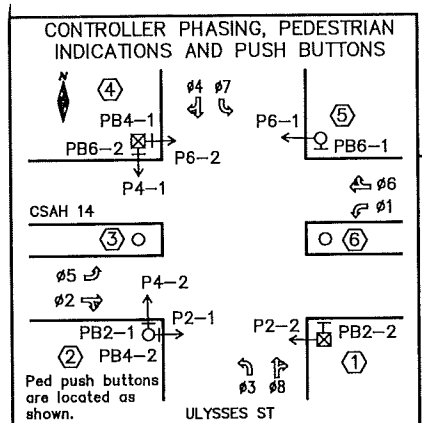 CONTROLLER PHASING, PEDESTRIAN
INDICATIONS AND PUSH BUTTONS
N
4
ø4 ø7
5
PB4-1
P6-1
PB6-2
PB6-1
P6-2
P4-1
ø6
ø1
CSAH 14
3
6
ø5
P4-2
ø2
P2-1
P2-2
PB2-1
PB2-2
2
PB4-2
1
Ped push buttons
are located as
shown.
ø3 ø8
ULYSSES ST